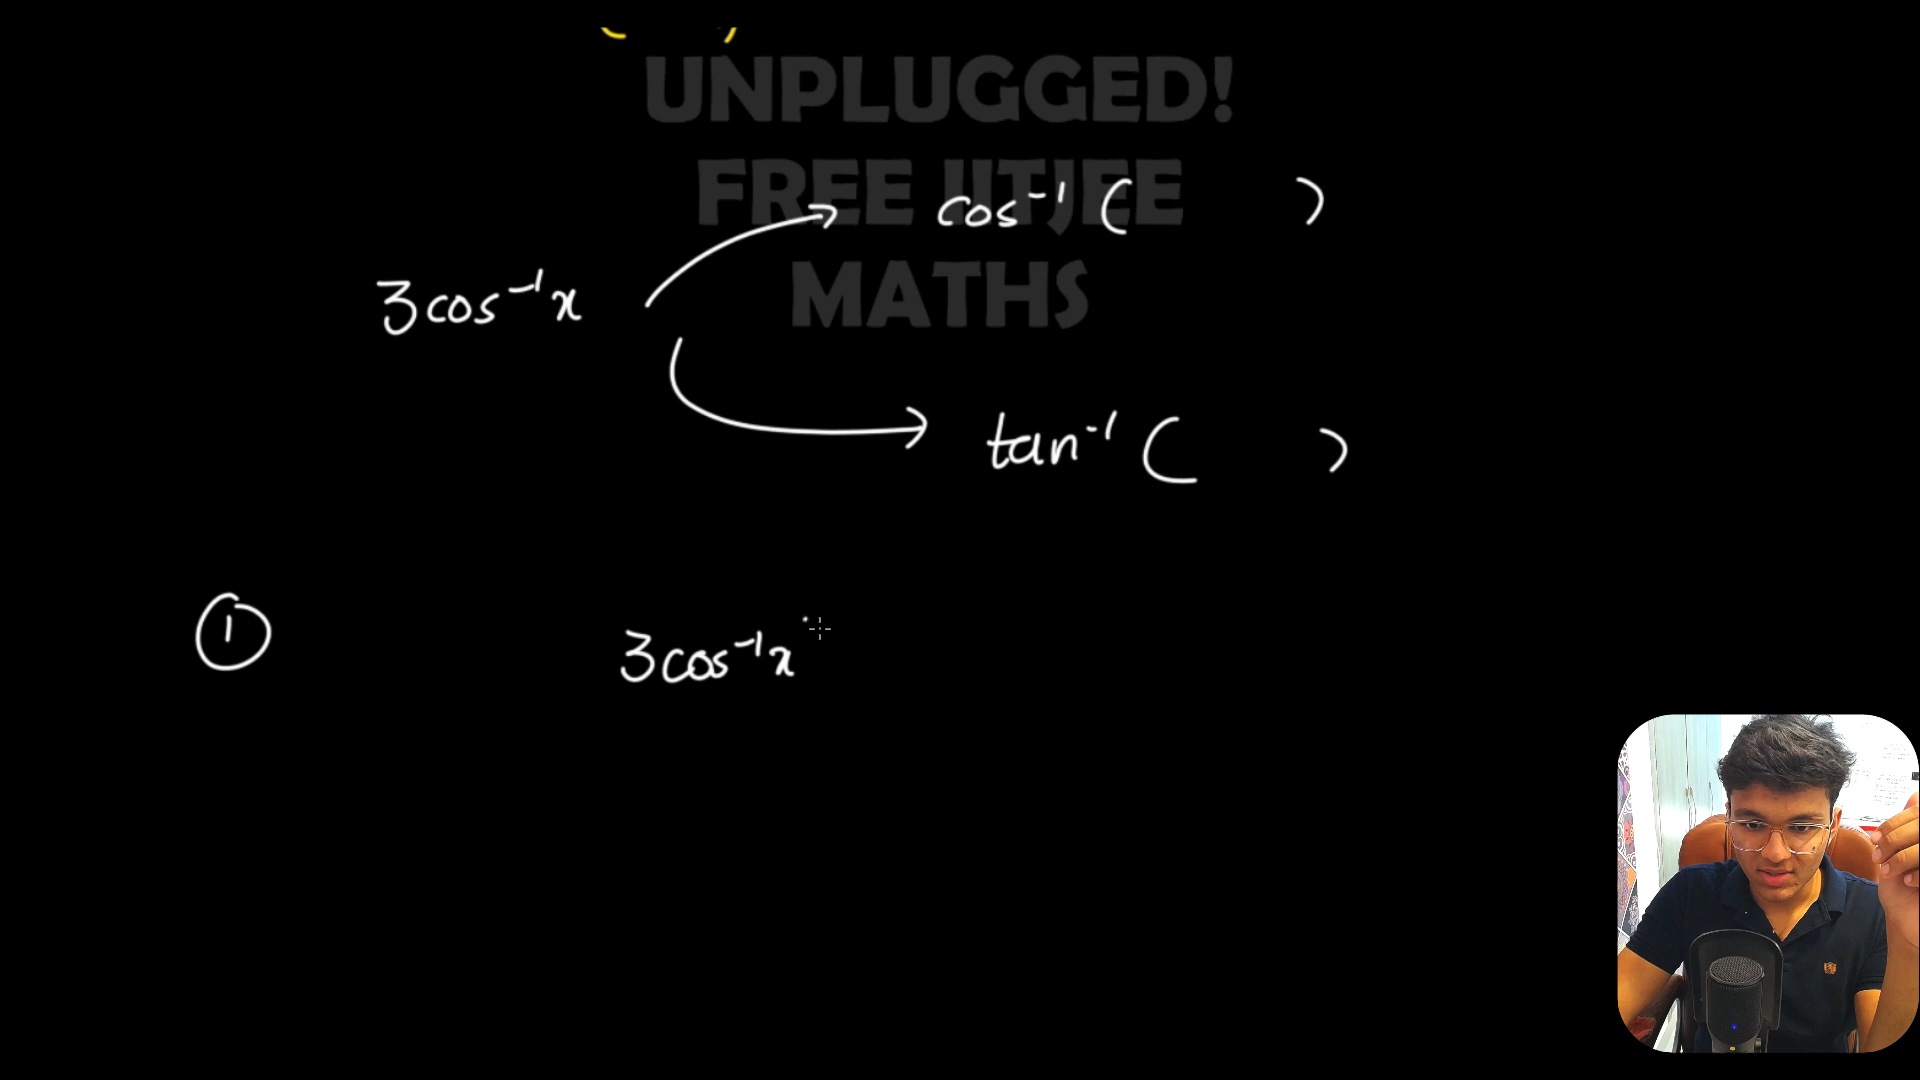 UNPLUGGED!
FREE IITJEE
MATHS
cos⁻¹ ( )
3cos⁻¹x
tan⁻¹ ( )
① 3cos⁻¹x